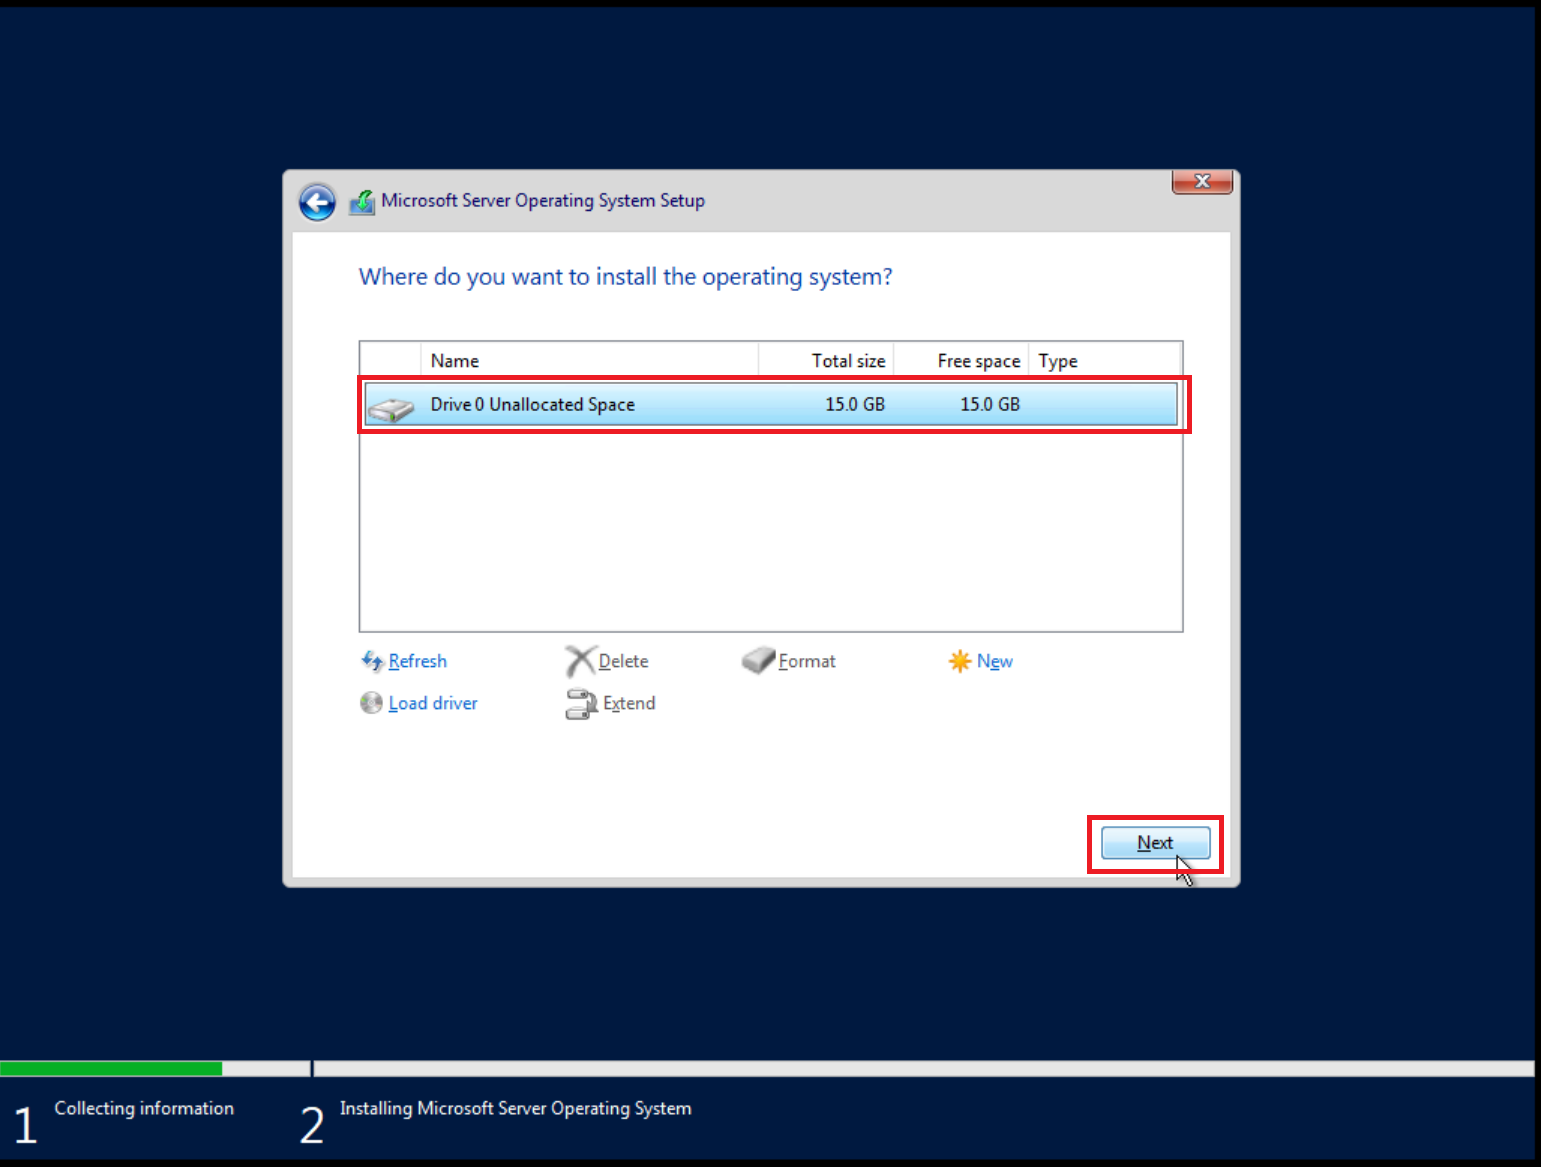 Microsoft Server Operating System Setup
X
Where do you want to install the operating system?
Name Total size Free space Type
Drive 0 Unallocated Space 15.0 GB 15.0 GB
Refresh Delete Format New
Load driver Extend
Next
1 Collecting information 2 Installing Microsoft Server Operating System